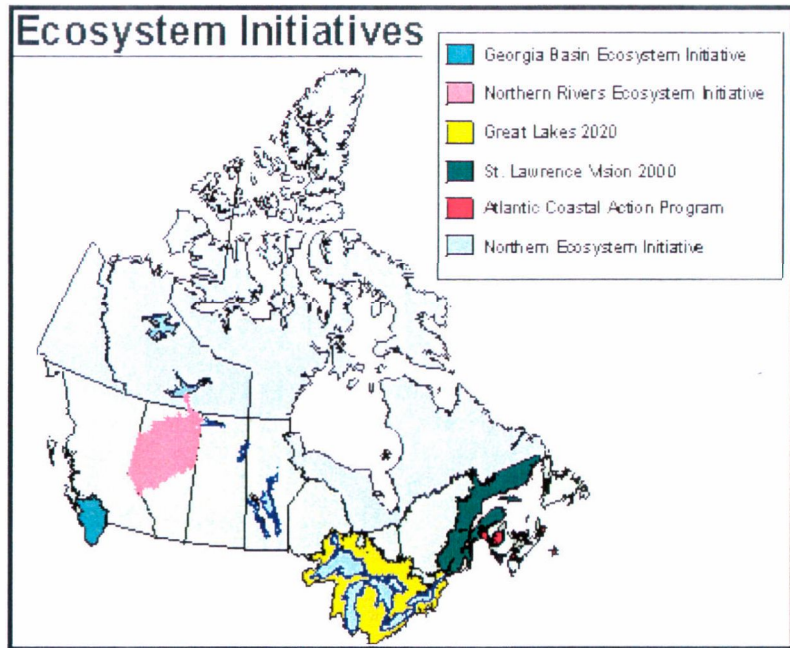 Ecosystem Initiatives
Georgia Basin Ecosystem Initiative
Northern Rivers Ecosystem Initiative
Great Lakes 2020
St. Lawrence Vision 2000
Atlantic Coastal Action Program
Northern Ecosystem Initiative